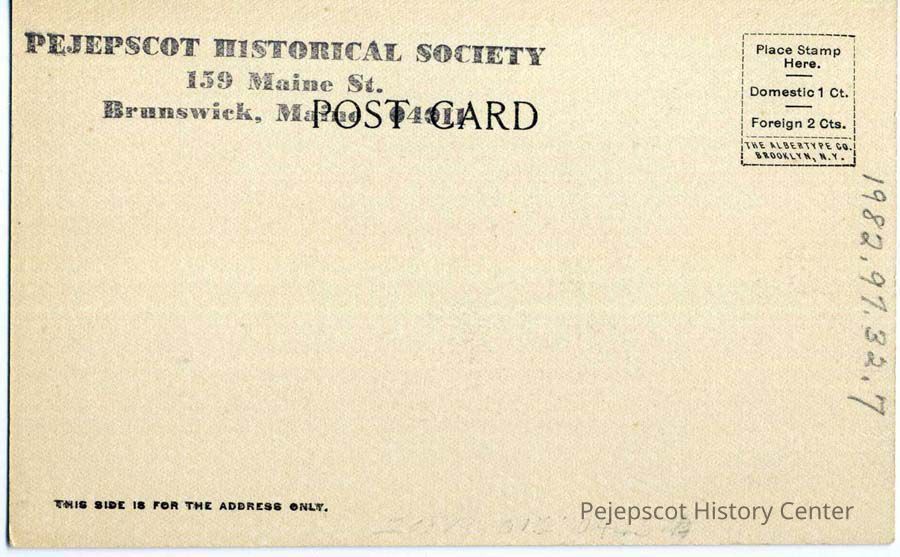 PEJEPSCOT HISTORICAL SOCIETY
159 Maine St.
Brunswick, Maine 04011
POST CARD
Place Stamp
Here.
Domestic 1 Ct.
Foreign 2 Cts.
THE ALBERTYPE CO.
BROOKLYN, N.Y.
1982.97.32.7
THIS SIDE IS FOR THE ADDRESS ONLY.
Pejepscot History Center